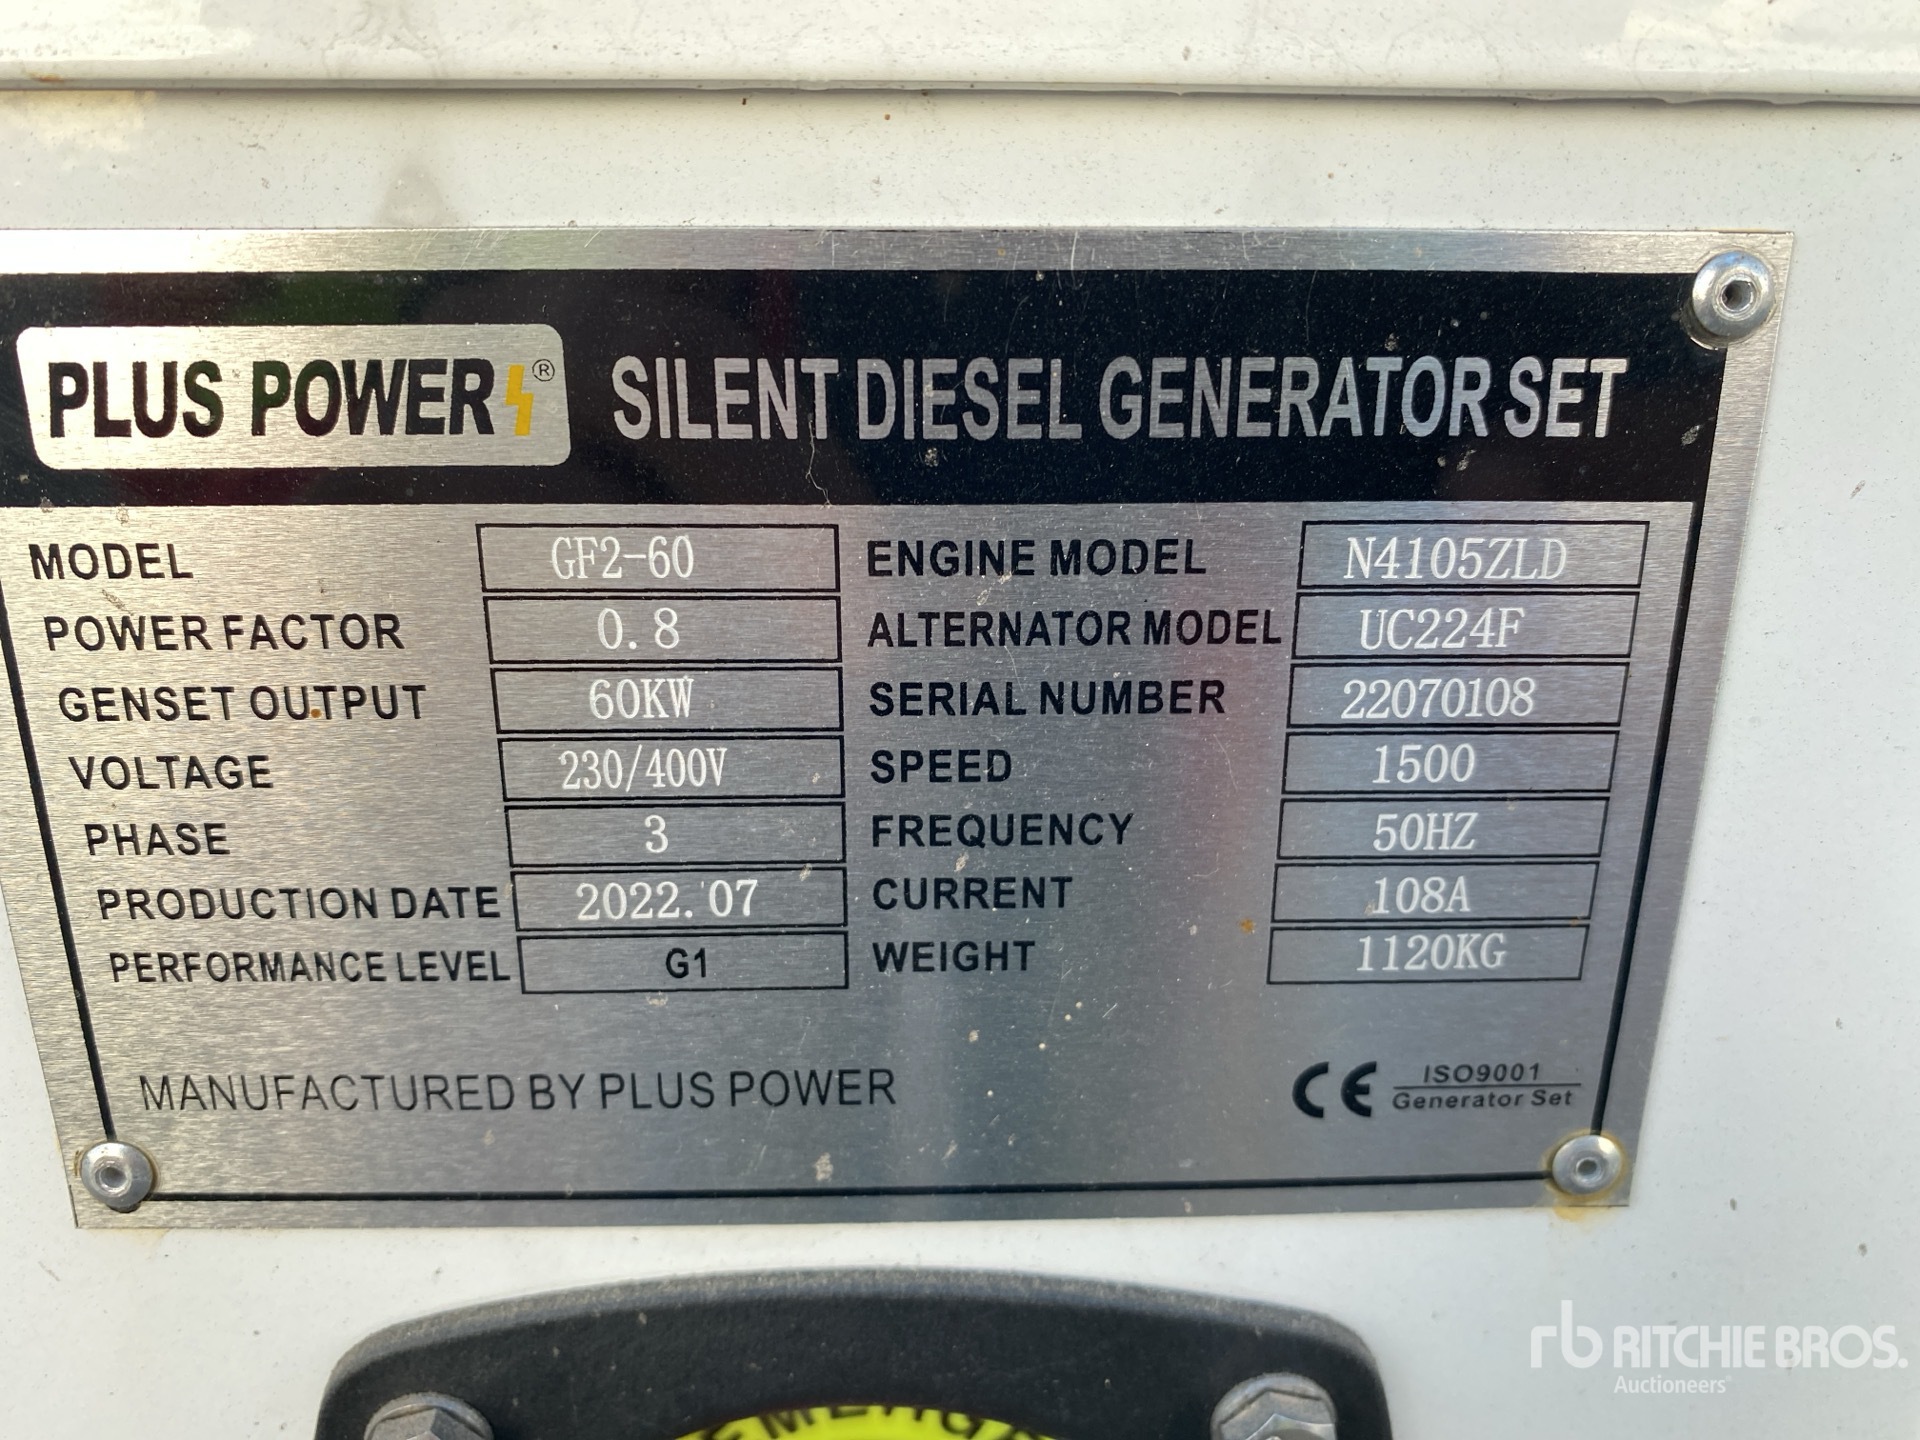 PLUS POWER ® SILENT DIESEL GENERATOR SET
MODEL GF2-60 ENGINE MODEL N4105ZLD
POWER FACTOR 0.8 ALTERNATOR MODEL UC224F
GENSET OUTPUT 60KW SERIAL NUMBER 22070108
VOLTAGE 230/400V SPEED 1500
PHASE 3 FREQUENCY 50HZ
PRODUCTION DATE 2022.07 CURRENT 108A
PERFORMANCE LEVEL G1 WEIGHT 1120KG
MANUFACTURED BY PLUS POWER CE ISO9001
Generator Set
rb RITCHIE BROS.
Auctioneers